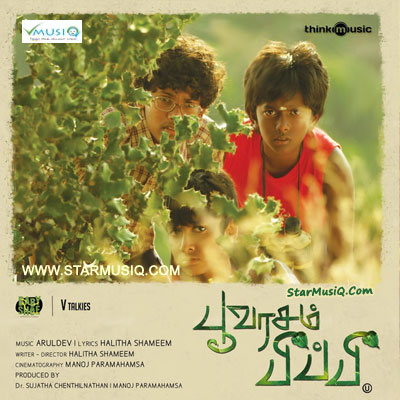 MUSIQ
think music
WWW.STARMUSIQ.COM
StarMusiQ.Com
V TALKIES
பூவரசம்
பீப்பீ
MUSIC ARULDEV I LYRICS HALITHA SHAMEEM
WRITER - DIRECTOR HALITHA SHAMEEM
CINEMATOGRAPHY MANOJ PARAMAHAMSA
PRODUCED BY
Dr. SUJATHA CHENTHILNATHAN I MANOJ PARAMAHAMSA
U